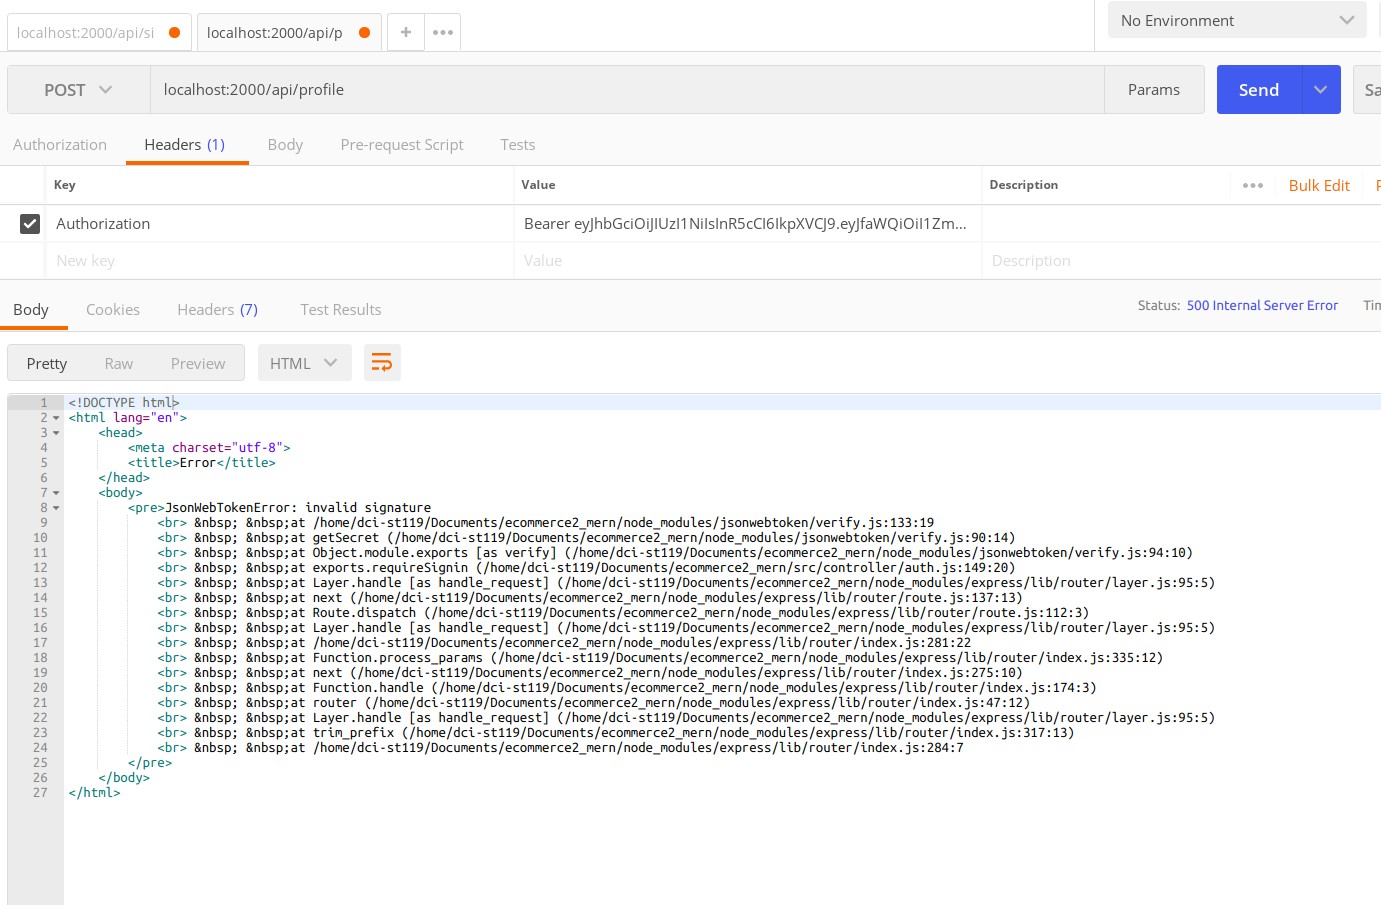 localhost:2000/api/si
localhost:2000/api/p
+
•••
No Environment
POST
localhost:2000/api/profile
Params
Send
Sa
Authorization
Headers (1)
Body
Pre-request Script
Tests
Key
Value
Description
•••
Bulk Edit
Authorization
Bearer eyJhbGciOiJIUzI1NiIsInR5cCI6IkpXVCJ9.eyJfaWQiOiI1Zm...
New key
Value
Description
Body
Cookies
Headers (7)
Test Results
Status: 500 Internal Server Error
Tim
Pretty
Raw
Preview
HTML
1 <!DOCTYPE html>
2 <html lang="en">
3 <head>
4 <meta charset="utf-8">
5 <title>Error</title>
6 </head>
7 <body>
8 <pre>JsonWebTokenError: invalid signature
9 <br> &nbsp; &nbsp;at /home/dci-st119/Documents/ecommerce2_mern/node_modules/jsonwebtoken/verify.js:133:19
10 <br> &nbsp; &nbsp;at getSecret (/home/dci-st119/Documents/ecommerce2_mern/node_modules/jsonwebtoken/verify.js:90:14)
11 <br> &nbsp; &nbsp;at Object.module.exports [as verify] (/home/dci-st119/Documents/ecommerce2_mern/node_modules/jsonwebtoken/verify.js:94:10)
12 <br> &nbsp; &nbsp;at exports.requireSignin (/home/dci-st119/Documents/ecommerce2_mern/src/controller/auth.js:149:20)
13 <br> &nbsp; &nbsp;at Layer.handle [as handle_request] (/home/dci-st119/Documents/ecommerce2_mern/node_modules/express/lib/router/layer.js:95:5)
14 <br> &nbsp; &nbsp;at next (/home/dci-st119/Documents/ecommerce2_mern/node_modules/express/lib/router/route.js:137:13)
15 <br> &nbsp; &nbsp;at Route.dispatch (/home/dci-st119/Documents/ecommerce2_mern/node_modules/express/lib/router/route.js:112:3)
16 <br> &nbsp; &nbsp;at Layer.handle [as handle_request] (/home/dci-st119/Documents/ecommerce2_mern/node_modules/express/lib/router/layer.js:95:5)
17 <br> &nbsp; &nbsp;at /home/dci-st119/Documents/ecommerce2_mern/node_modules/express/lib/router/index.js:281:22
18 <br> &nbsp; &nbsp;at Function.process_params (/home/dci-st119/Documents/ecommerce2_mern/node_modules/express/lib/router/index.js:335:12)
19 <br> &nbsp; &nbsp;at next (/home/dci-st119/Documents/ecommerce2_mern/node_modules/express/lib/router/index.js:275:10)
20 <br> &nbsp; &nbsp;at Function.handle (/home/dci-st119/Documents/ecommerce2_mern/node_modules/express/lib/router/index.js:174:3)
21 <br> &nbsp; &nbsp;at router (/home/dci-st119/Documents/ecommerce2_mern/node_modules/express/lib/router/index.js:47:12)
22 <br> &nbsp; &nbsp;at Layer.handle [as handle_request] (/home/dci-st119/Documents/ecommerce2_mern/node_modules/express/lib/router/layer.js:95:5)
23 <br> &nbsp; &nbsp;at trim_prefix (/home/dci-st119/Documents/ecommerce2_mern/node_modules/express/lib/router/index.js:317:13)
24 <br> &nbsp; &nbsp;at /home/dci-st119/Documents/ecommerce2_mern/node_modules/express/lib/router/index.js:284:7
25 </pre>
26 </body>
27 </html>